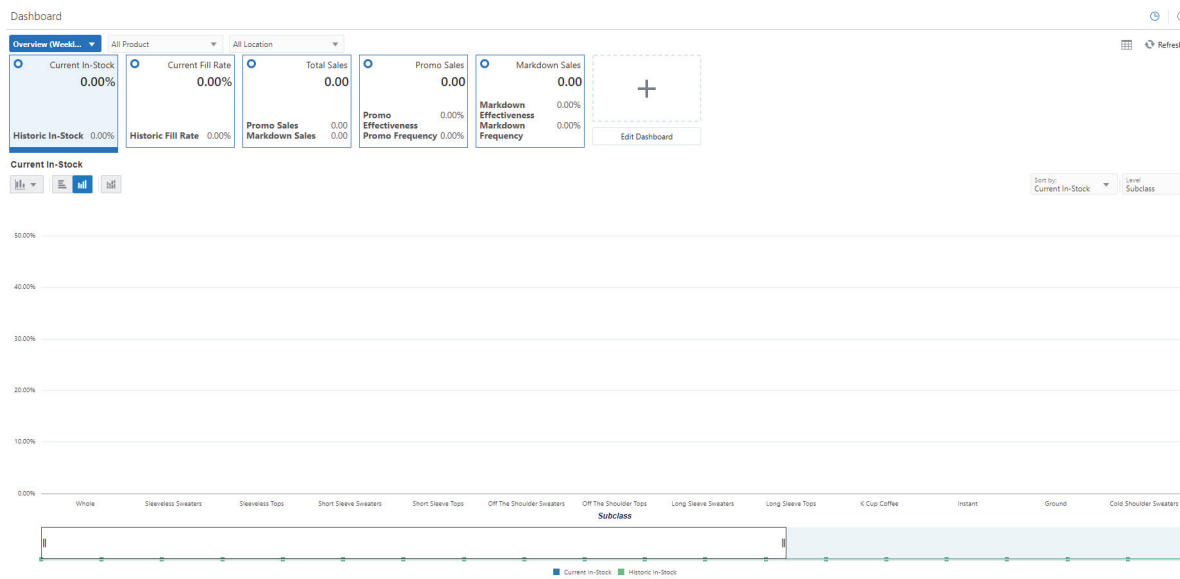 Dashboard
Overview (Weekl... All Product All Location
Refresh
Current In-Stock
0.00%
Historic In-Stock 0.00%
Current Fill Rate
0.00%
Historic Fill Rate 0.00%
Total Sales
0.00
Promo Sales 0.00
Markdown Sales 0.00
Promo Sales
0.00
Promo Effectiveness 0.00%
Promo Frequency 0.00%
Markdown Sales
0.00
Markdown Effectiveness 0.00%
Markdown Frequency 0.00%
Edit Dashboard
Current In-Stock
Sort by:
Current In-Stock
Level
Subclass
50.00%
40.00%
30.00%
20.00%
10.00%
0.00%
Whole Sleeveless Sweaters Sleeveless Tops Short Sleeve Sweaters Short Sleeve Tops Off The Shoulder Sweaters Off The Shoulder Tops Long Sleeve Sweaters Long Sleeve Tops K Cup Coffee Instant Ground Cold Shoulder Sweaters
Subclass
Current In-Stock Historic In-Stock